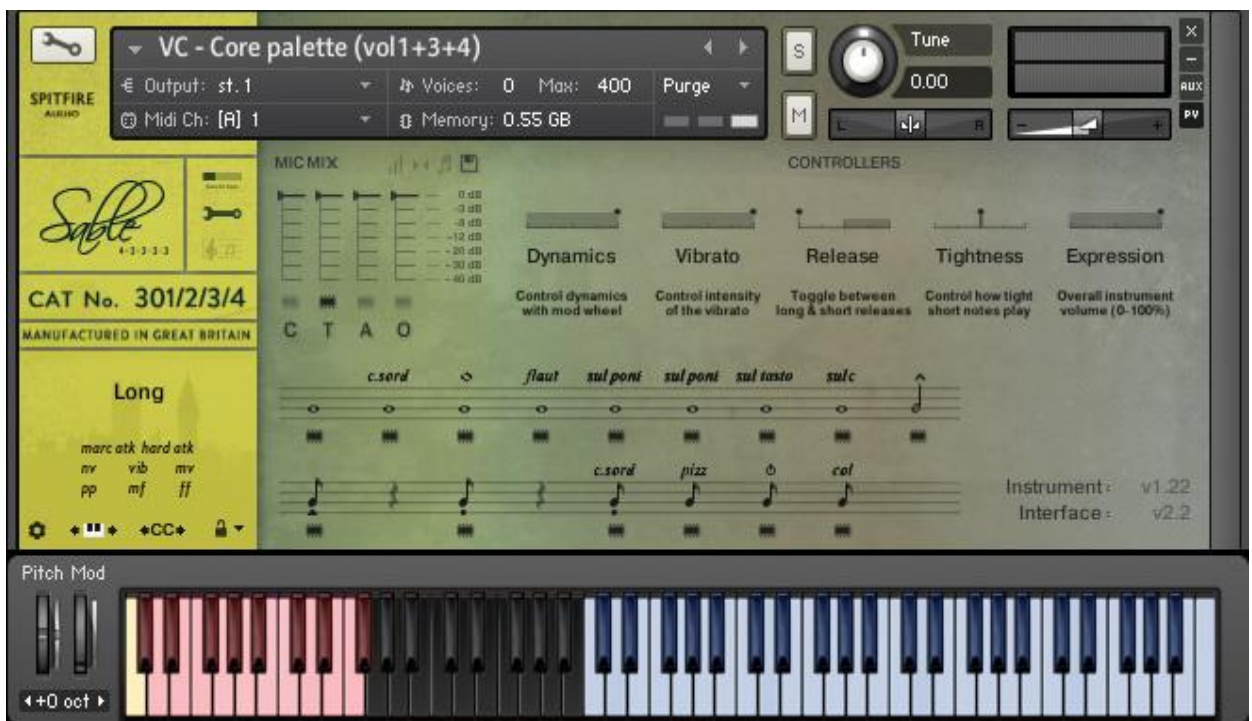 VC - Core palette (vol1+3+4)
S
Tune
X
Output: st.1
Voices: 0 Max: 400 Purge
0.00
AUX
SPITFIRE
AUDIO
Midi Ch: [A] 1
Memory: 0.55 GB
M
L R
PV
MIC MIX
CONTROLLERS
0 dB
-12 dB
-20 dB
-30 dB
Sable
4-3-3-3-3
Dynamics Vibrato Release Tightness Expression
Control dynamics with mod wheel
Control intensity of the vibrato
Toggle between long & short releases
Control how tight short notes play
Overall instrument volume (0-100%)
CAT No. 301/2/3/4
C T A O
MANUFACTURED IN GREAT BRITAIN
Long
c.sord flaut sul pont sul pont sul tasto sul c
marc atk hard atk
nv vib mv
pp mf ff
c.sord pizz col
Instrument: v1.22
Interface: v2.2
CC
Pitch Mod
+0 oct